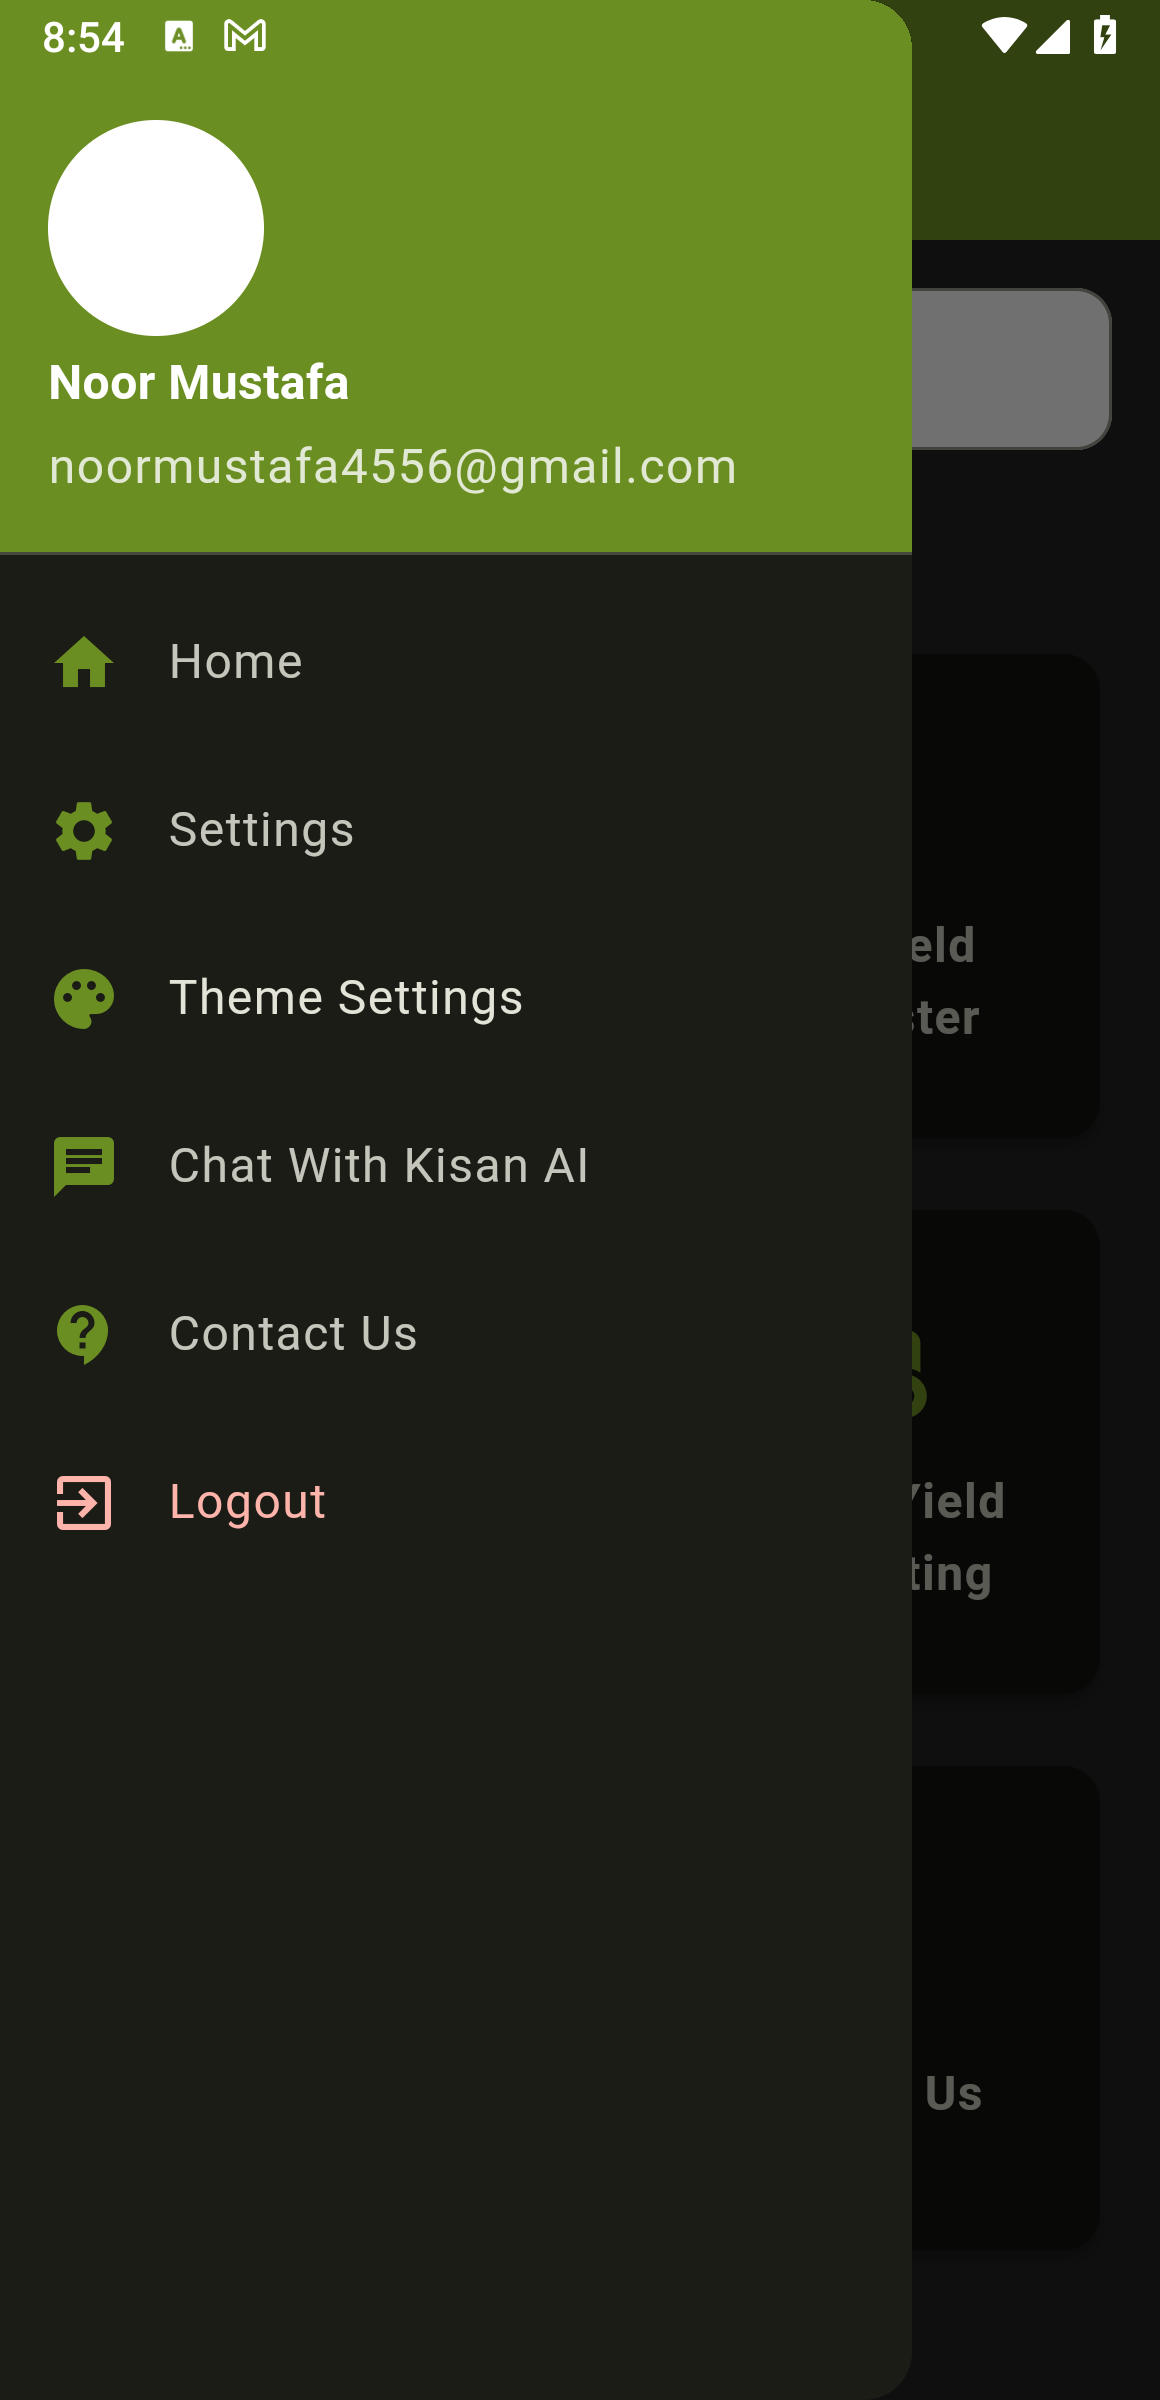 8:54
Noor Mustafa
noormustafa4556@gmail.com
Home
Settings
Theme Settings
Chat With Kisan AI
Contact Us
Logout
eld
ster
Yield
ting
Us